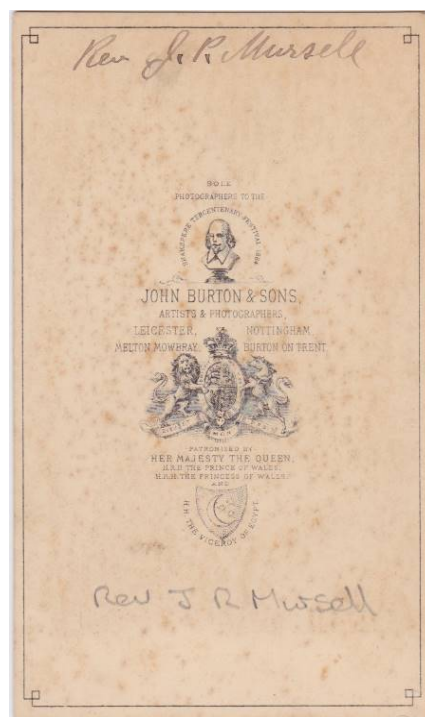 Rev J. P. Mursell
SOLE
PHOTOGRAPHERS TO THE
SHAKSPERE TERCENTENARY FESTIVAL 1864
JOHN BURTON & SONS,
ARTISTS & PHOTOGRAPHERS,
LEICESTER, NOTTINGHAM
MELTON MOWBRAY, BURTON ON TRENT
PATRONISED BY
HER MAJESTY THE QUEEN,
H.R.H. THE PRINCE OF WALES,
H.R.H. THE PRINCESS OF WALES,
AND
H.H. THE VICEROY OF EGYPT
Rev J R Mursell